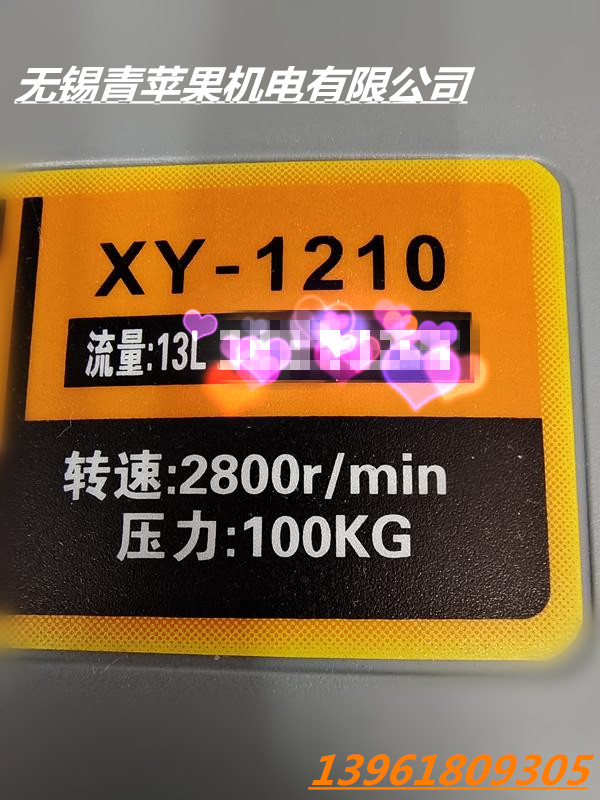 无锡青苹果机电有限公司
XY-1210
流量:13L
转速:2800r/min
压力:100KG
13961809305